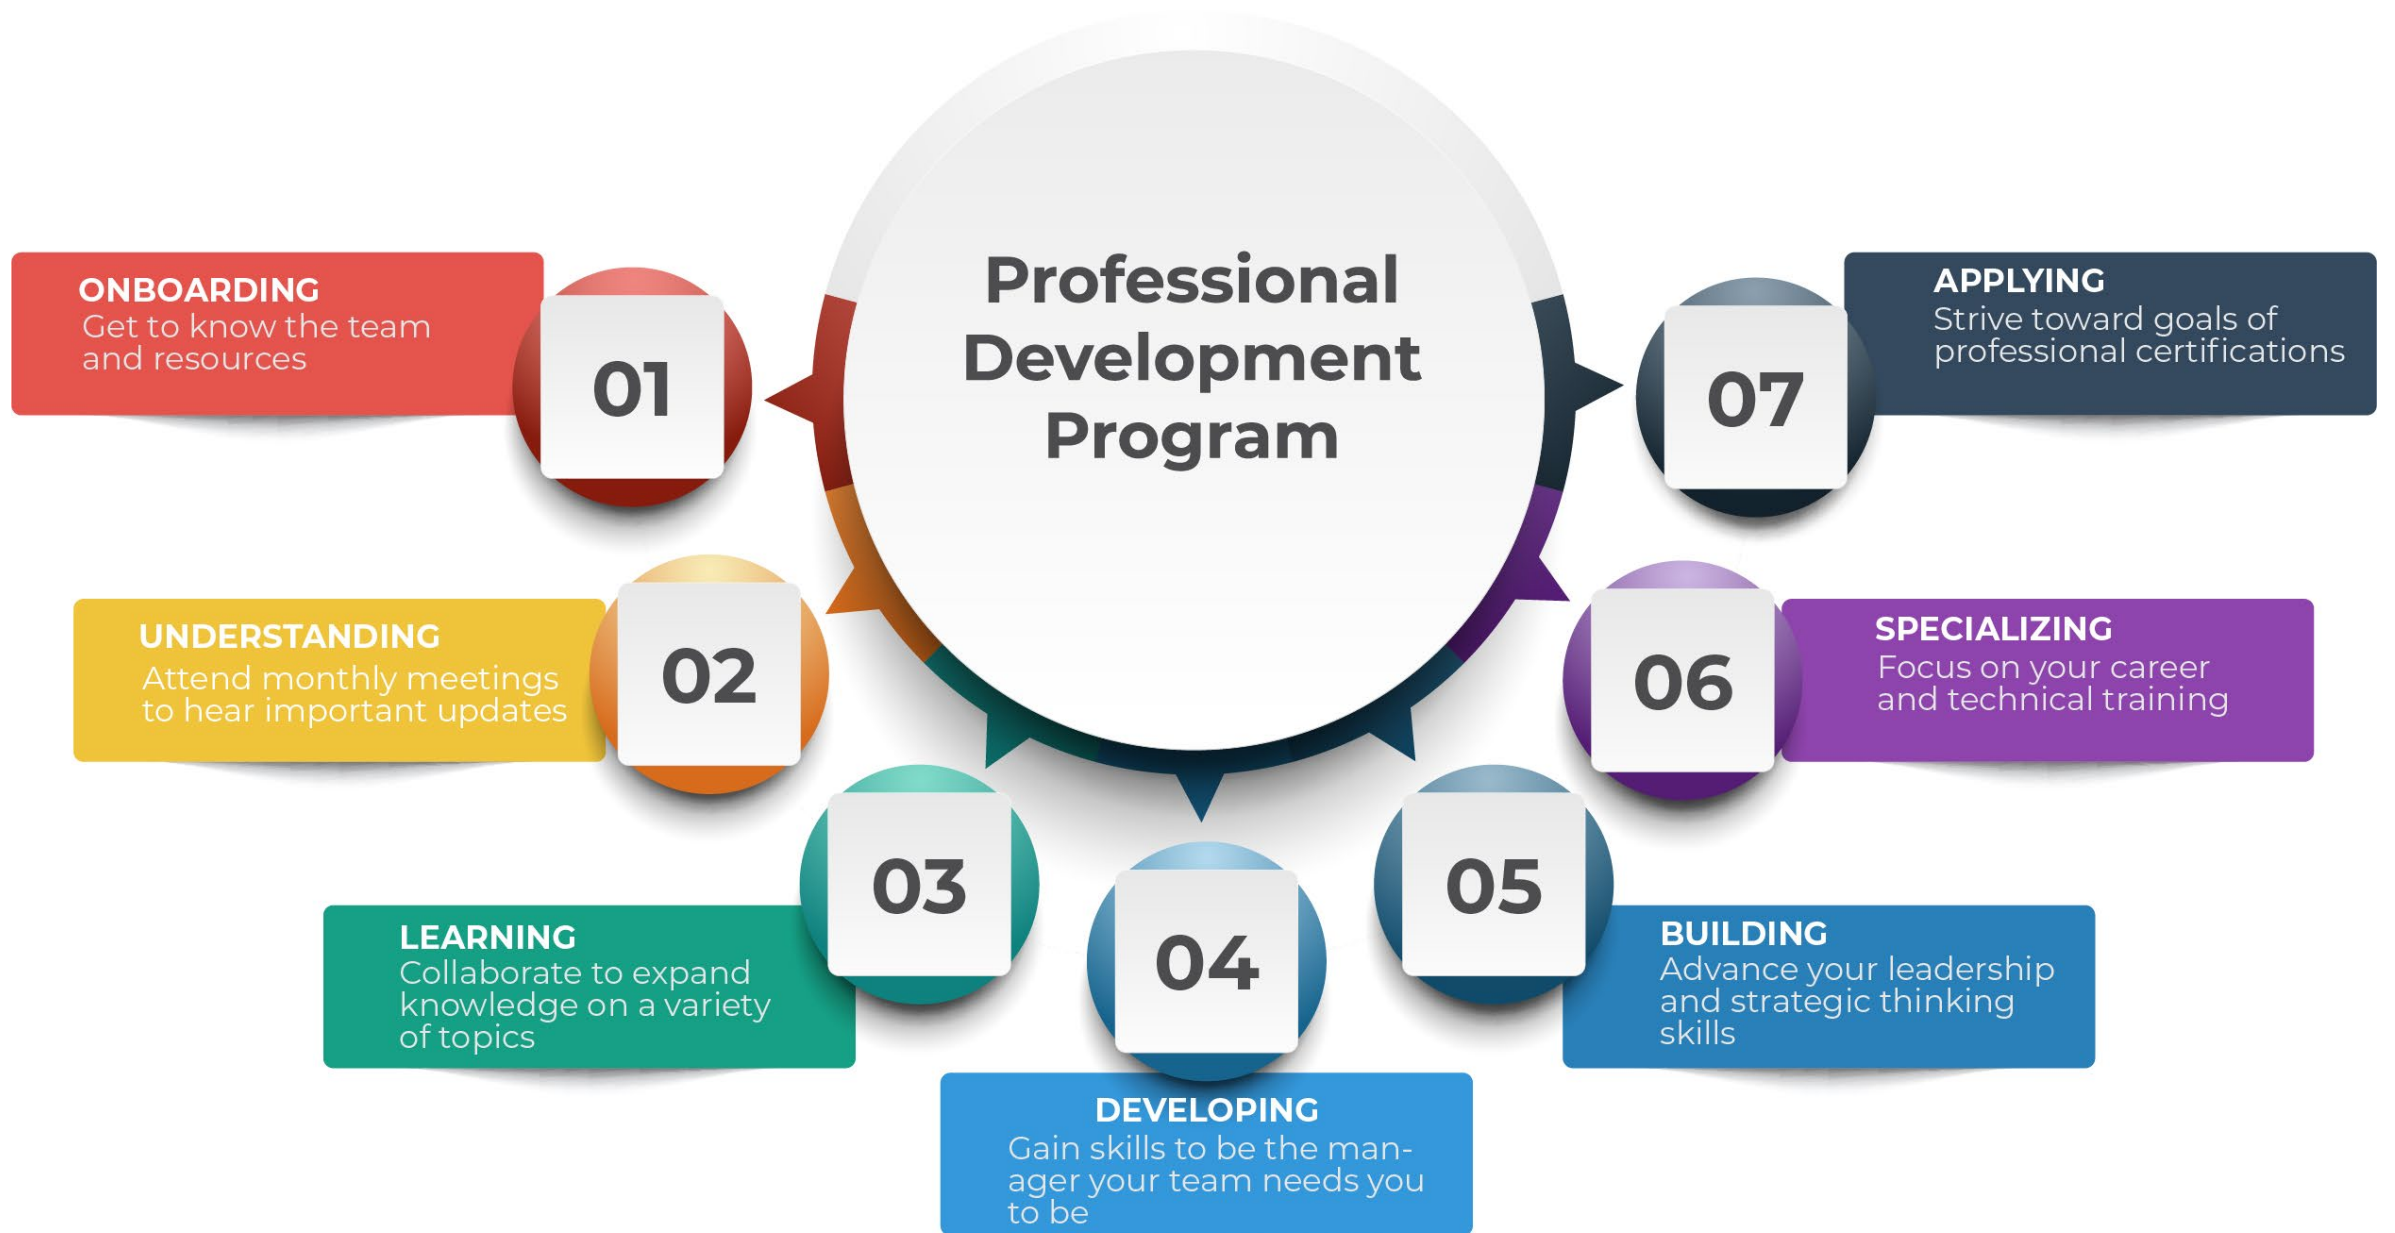 Professional
Development
Program
01
ONBOARDING
Get to know the team
and resources
02
UNDERSTANDING
Attend monthly meetings
to hear important updates
03
LEARNING
Collaborate to expand
knowledge on a variety
of topics
04
DEVELOPING
Gain skills to be the man-
ager your team needs you
to be
05
BUILDING
Advance your leadership
and strategic thinking
skills
06
SPECIALIZING
Focus on your career
and technical training
07
APPLYING
Strive toward goals of
professional certifications